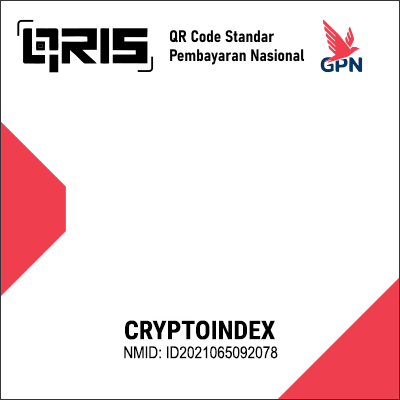 QRIS
QR Code Standar
Pembayaran Nasional
GPN
CRYPTOINDEX
NMID: ID2021065092078